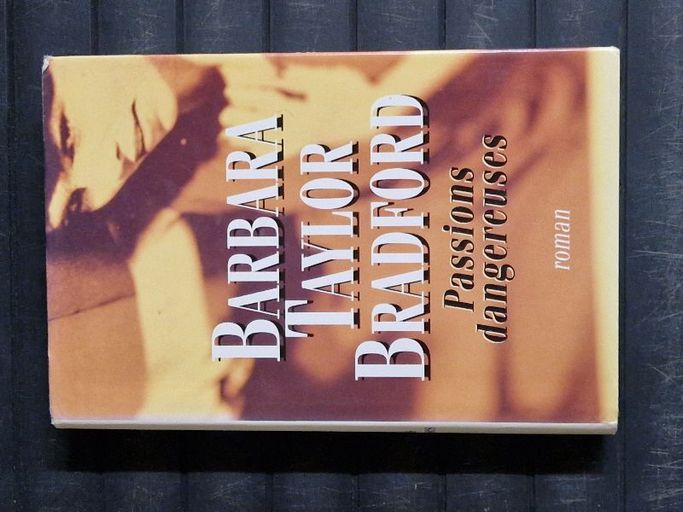 BARBARA
TAYLOR
BRADFORD
Passions
dangereuses
roman